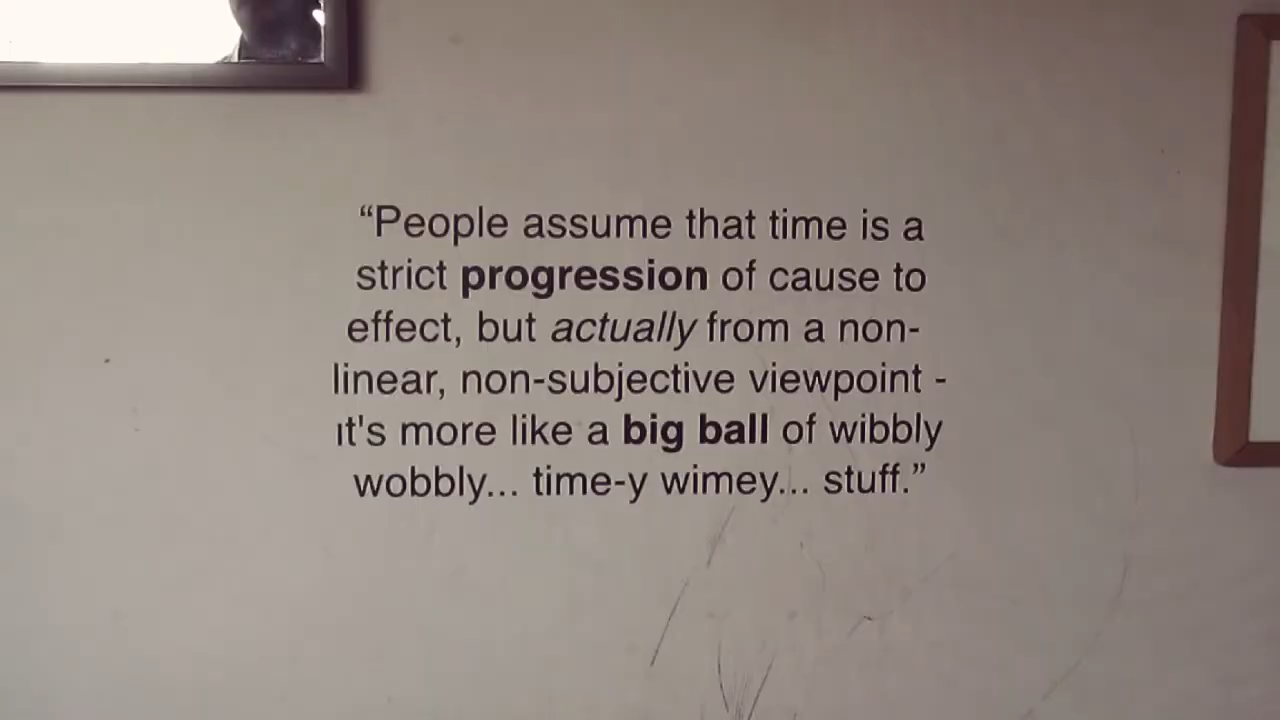 “People assume that time is a
strict progression of cause to
effect, but actually from a non-
linear, non-subjective viewpoint -
it's more like a big ball of wibbly
wobbly... time-y wimey... stuff.”